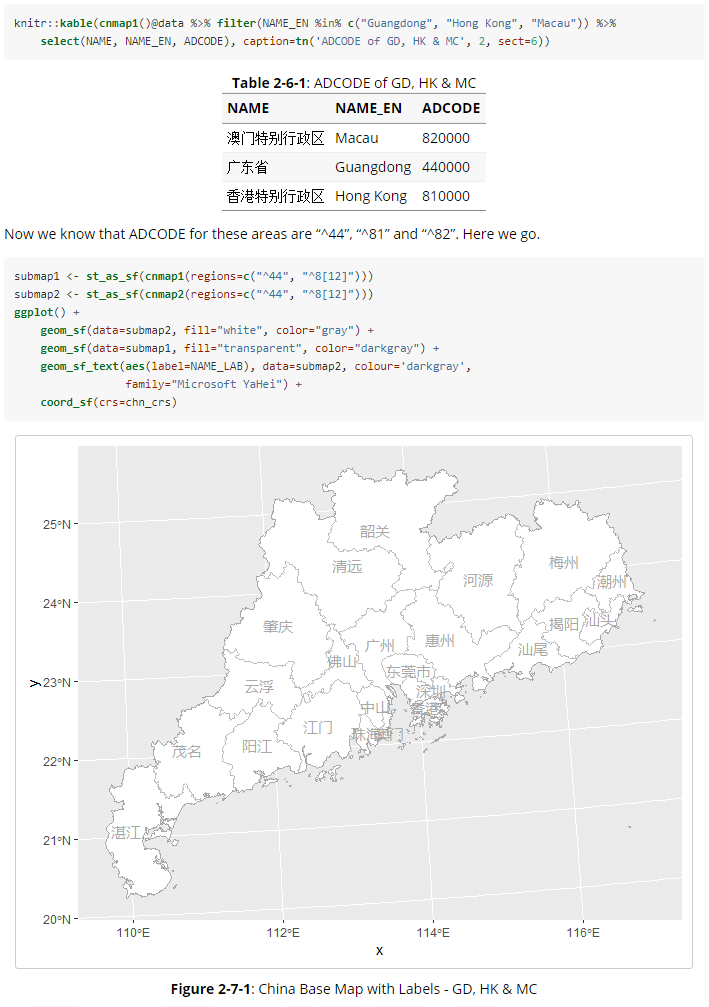 knitr::kable(cnmap1()@data %>% filter(NAME_EN %in% c("Guangdong", "Hong Kong", "Macau")) %>%
    select(NAME, NAME_EN, ADCODE), caption=tn('ADCODE of GD, HK & MC', 2, sect=6))
Table 2-6-1: ADCODE of GD, HK & MC
NAME NAME_EN ADCODE
澳门特别行政区 Macau 820000
广东省 Guangdong 440000
香港特别行政区 Hong Kong 810000
Now we know that ADCODE for these areas are “^44”, “^81” and “^82”. Here we go.
submap1 <- st_as_sf(cnmap1(regions=c("^44", "^8[12]")))
submap2 <- st_as_sf(cnmap2(regions=c("^44", "^8[12]")))
ggplot() +
    geom_sf(data=submap2, fill="white", color="gray") +
    geom_sf(data=submap1, fill="transparent", color="darkgray") +
    geom_sf_text(aes(label=NAME_LAB), data=submap2, colour='darkgray',
                 family="Microsoft YaHei") +
    coord_sf(crs=chn_crs)
25°N
韶关
清远
梅州
河源
潮州
24°N
肇庆
揭阳
汕头
广州
惠州
汕尾
佛山
东莞市
23°N
y
云浮
深圳
中山
香港
江门
珠海
澳门
阳江
茂名
22°N
湛江
21°N
20°N
110°E 112°E 114°E 116°E
x
Figure 2-7-1: China Base Map with Labels - GD, HK & MC